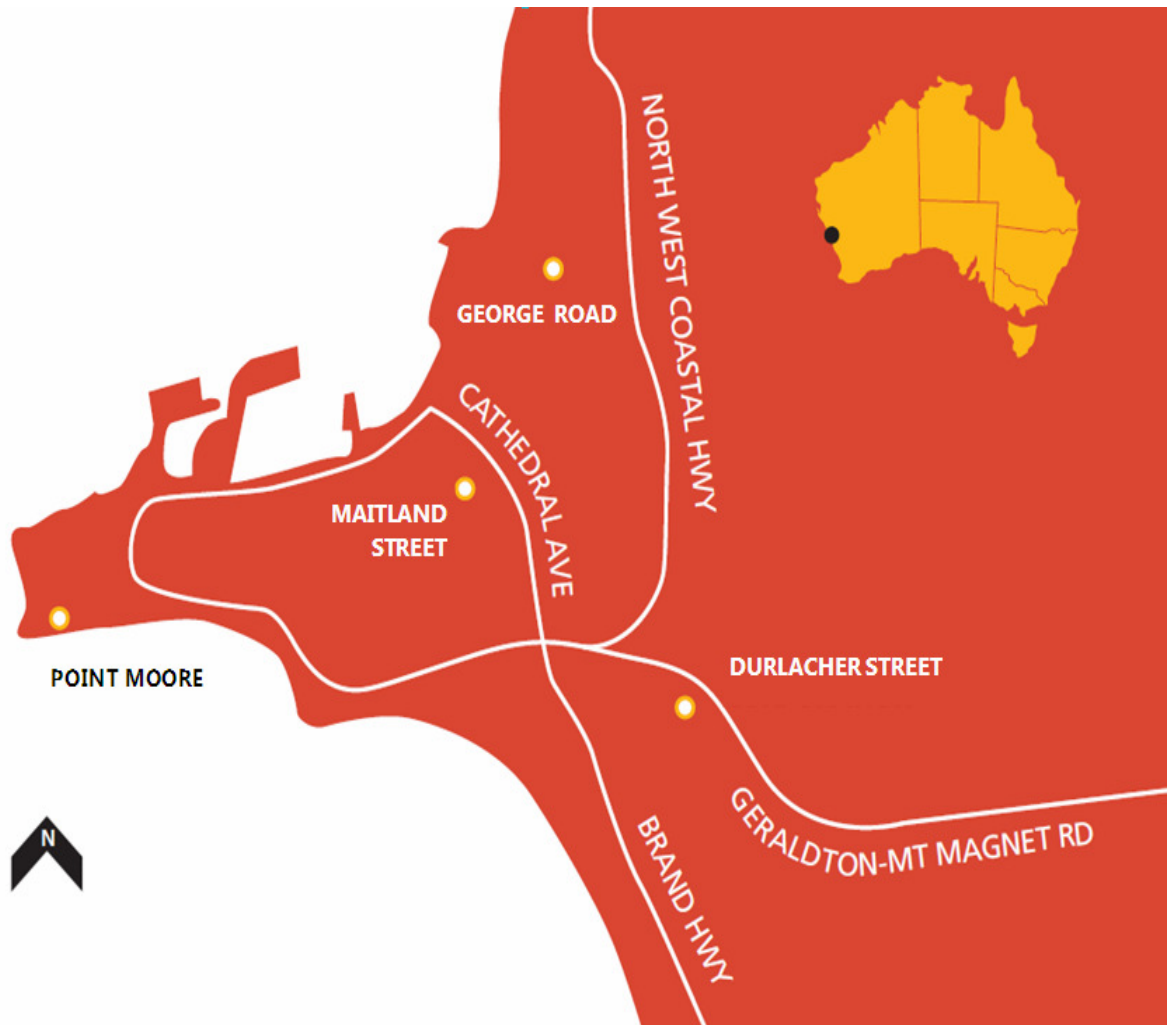 NORTH WEST COASTAL HWY
GEORGE ROAD
CATHEDRAL AVE
MAITLAND
STREET
POINT MOORE
DURLACHER STREET
N
GERALDTON-MT MAGNET RD
BRAND HWY